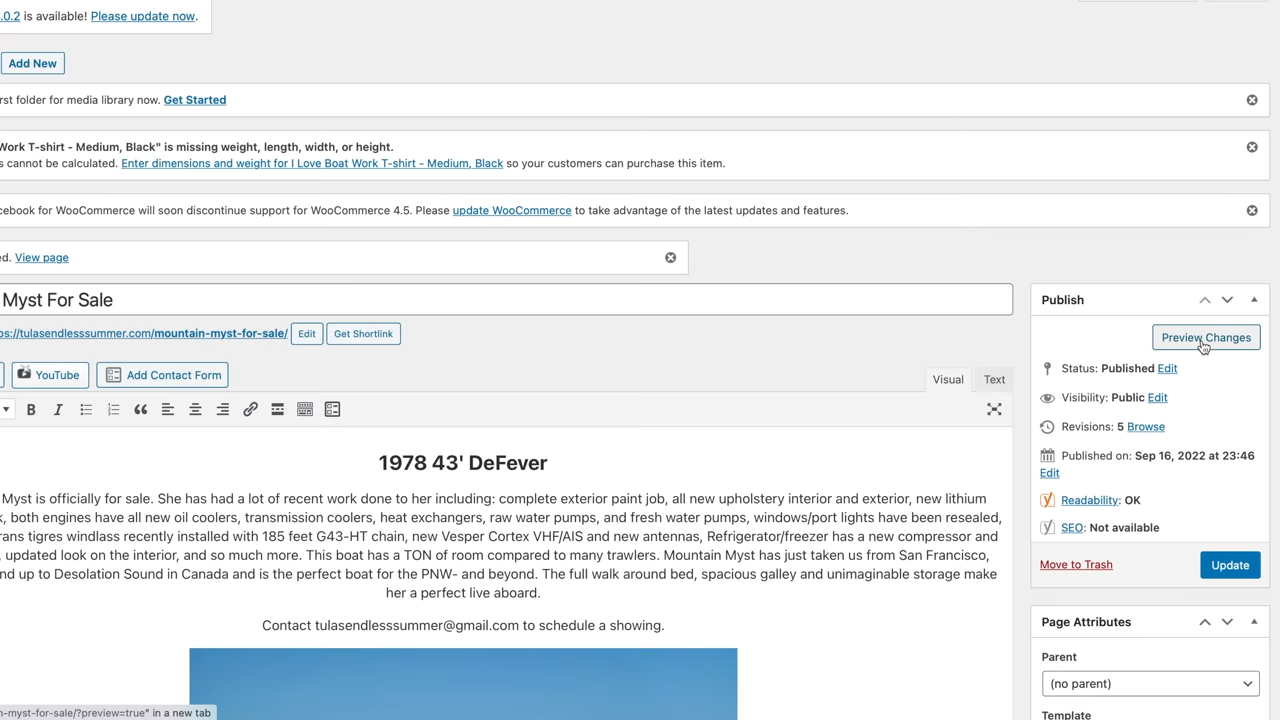 .0.2 is available! Please update now.
Add New
rst folder for media library now. Get Started
Work T-shirt - Medium, Black" is missing weight, length, width, or height.
s cannot be calculated. Enter dimensions and weight for I Love Boat Work T-shirt - Medium, Black so your customers can purchase this item.
cebook for WooCommerce will soon discontinue support for WooCommerce 4.5. Please update WooCommerce to take advantage of the latest updates and features.
ed. View page
Myst For Sale
ps://tulasendlesssummer.com/mountain-myst-for-sale/ Edit Get Shortlink
YouTube Add Contact Form
Visual Text
1978 43' DeFever
Myst is officially for sale. She has had a lot of recent work done to her including: complete exterior paint job, all new upholstery interior and exterior, new lithium
k, both engines have all new oil coolers, transmission coolers, heat exchangers, raw water pumps, and fresh water pumps, windows/port lights have been resealed,
rans tigres windlass recently installed with 185 feet G43-HT chain, new Vesper Cortex VHF/AIS and new antennas, Refrigerator/freezer has a new compressor and
, updated look on the interior, and so much more. This boat has a TON of room compared to many trawlers. Mountain Myst has just taken us from San Francisco,
nd up to Desolation Sound in Canada and is the perfect boat for the PNW- and beyond. The full walk around bed, spacious galley and unimaginable storage make
her a perfect live aboard.
Contact tulasendlesssummer@gmail.com to schedule a showing.
n-myst-for-sale/?preview=true" in a new tab
Publish
Preview Changes
Status: Published Edit
Visibility: Public Edit
Revisions: 5 Browse
Published on: Sep 16, 2022 at 23:46
Edit
Readability: OK
SEO: Not available
Move to Trash Update
Page Attributes
Parent
(no parent)
Template